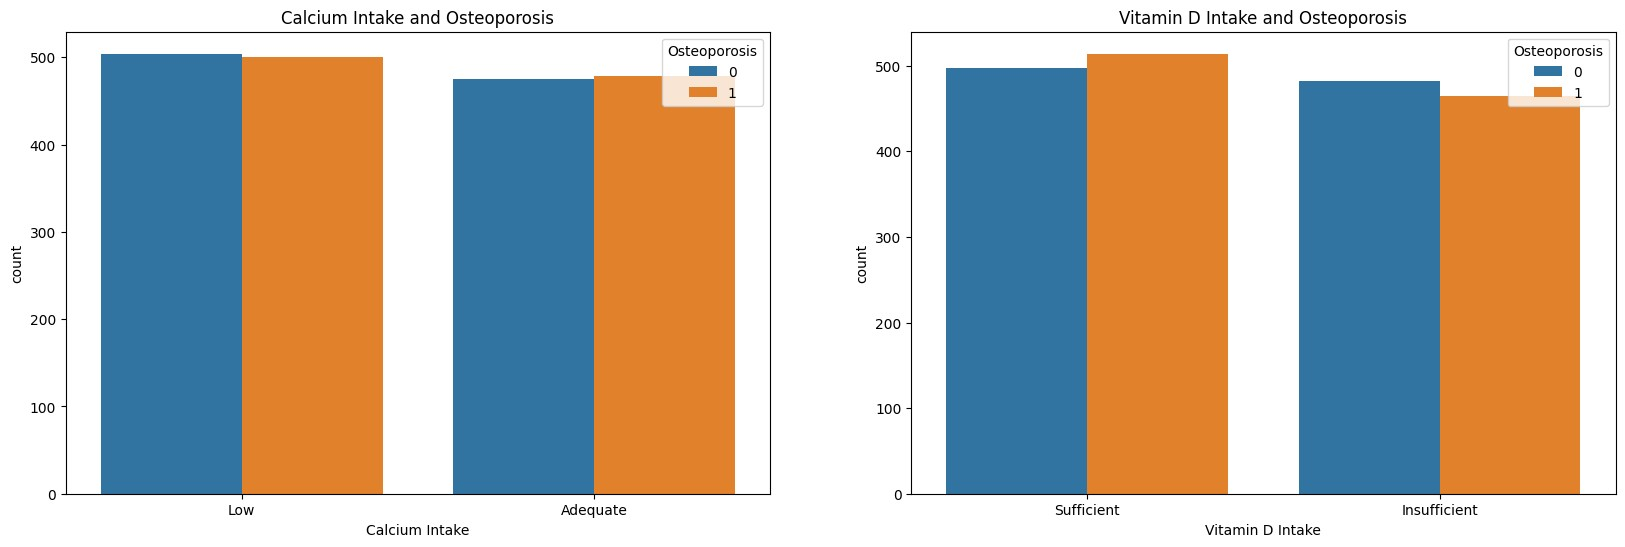 Calcium Intake and Osteoporosis
Osteoporosis
0
1
500
400
300
200
100
0
count
Low
Adequate
Calcium Intake
Vitamin D Intake and Osteoporosis
Osteoporosis
0
1
500
400
300
200
100
0
count
Sufficient
Insufficient
Vitamin D Intake